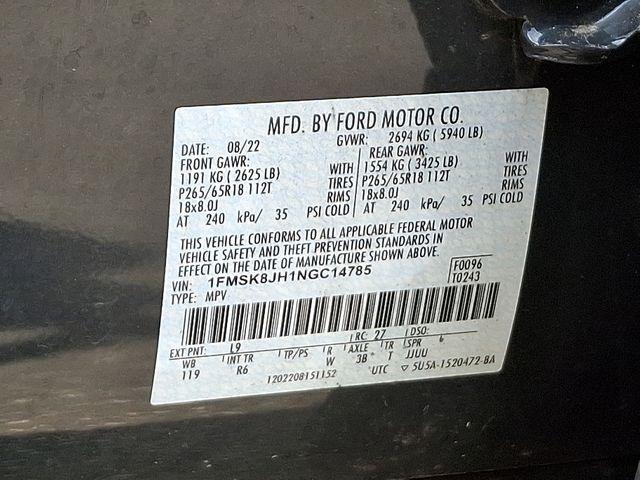 MFD. BY FORD MOTOR CO.
DATE: 08/22 GVWR: 2694 KG ( 5940 LB)
FRONT GAWR: REAR GAWR:
1191 KG ( 2625 LB) WITH 1554 KG ( 3425 LB) WITH
P265/65R18 112T TIRES P265/65R18 112T TIRES
18x8.0J RIMS 18x8.0J RIMS
AT 240 kPa/ 35 PSI COLD AT 240 kPa/ 35 PSI COLD
THIS VEHICLE CONFORMS TO ALL APPLICABLE FEDERAL MOTOR
VEHICLE SAFETY AND THEFT PREVENTION STANDARDS IN
EFFECT ON THE DATE OF MANUFACTURE SHOWN ABOVE.
VIN: 1FMSK8JH1NGC14785 F0096
TYPE: MPV T0243
EXT PNT: L9 RC: 27 DSO:
WB INT TR TP/PS R AXLE TR SPR 6
119 R6 W 3B T JJUU
1202208151152 UTC ▽ 5U5A-1520472-BA